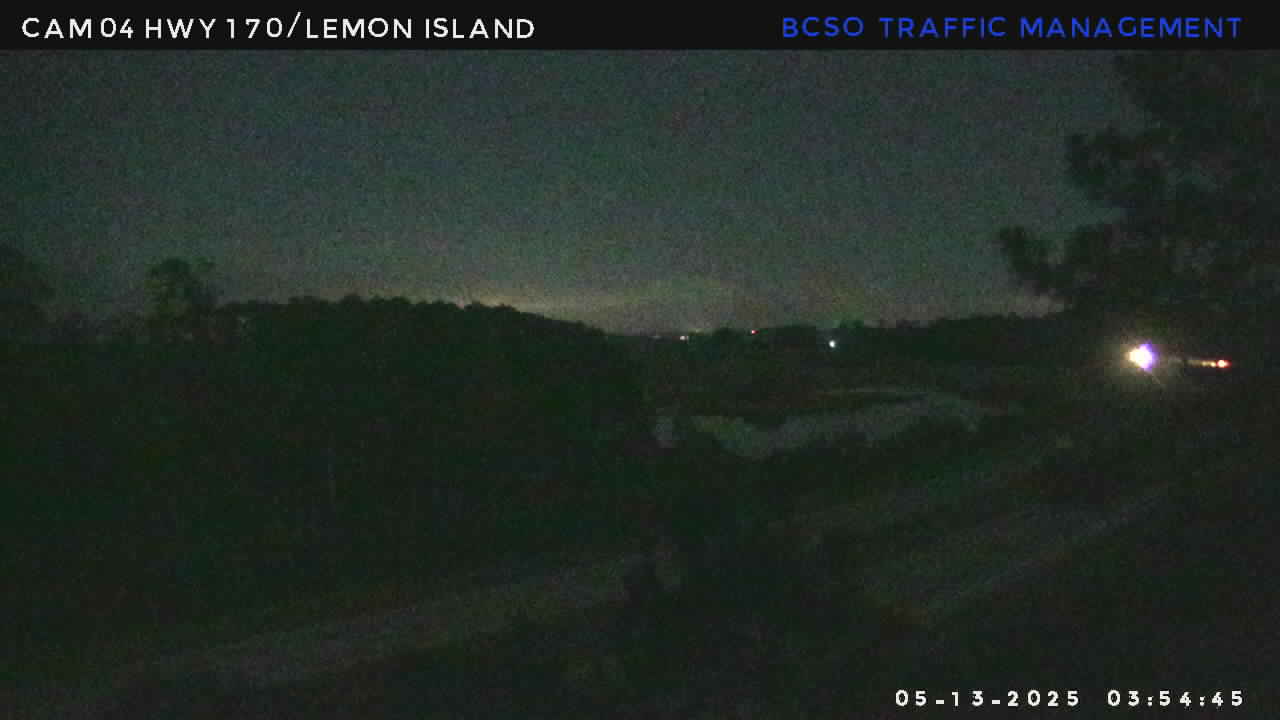 CAM04 HWY 170/LEMON ISLAND
BCSO TRAFFIC MANAGEMENT
05-13-2025 03:54:45